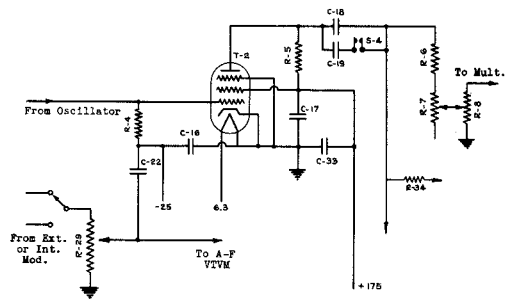 C-18
S-4
C-19
T-2
R-5
R-6
To Mult.
R-7
R-8
From Oscillator
R-4
C-17
C-16
C-33
C-22
R-34
-25
6.3
From Ext.
or Int.
Mod.
R-29
To A-F
VTVM
+175